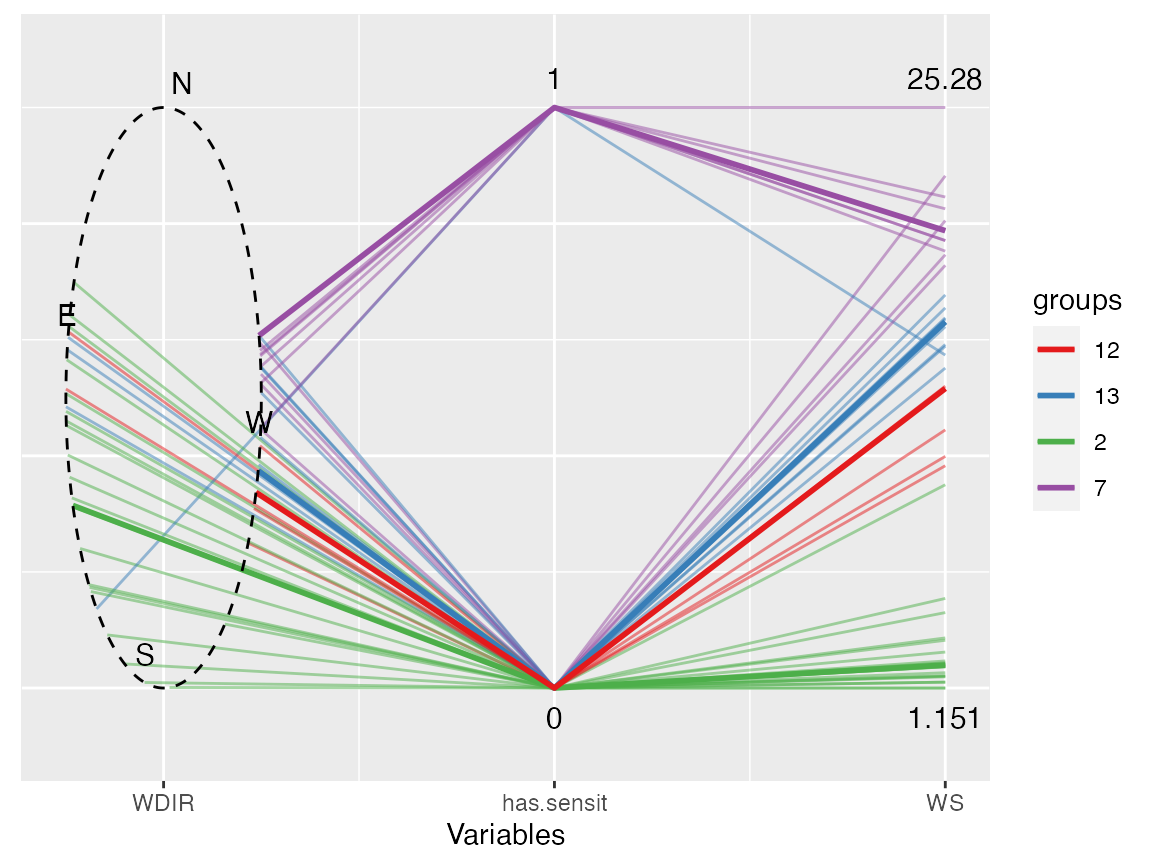 N
1
25.28
E
W
S
0
1.151
WDIR
has.sensit
WS
Variables
groups
12
13
2
7